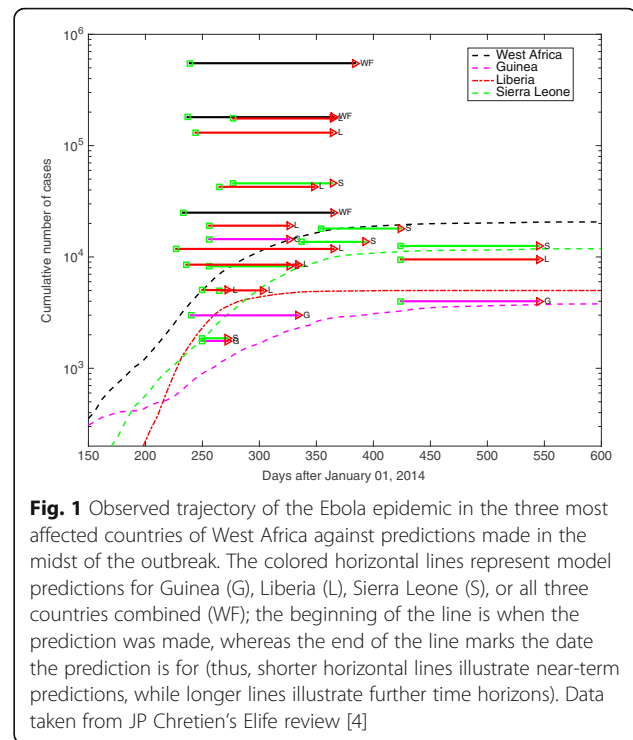 10^6
West Africa
Guinea
Liberia
Sierra Leone
WF
WF
L
L
10^5
S
L
WF
L
S
G
S
L
S
10^4
L
S
L
L
L
G
G
S
G
10^3
Cumulative number of cases
150 200 250 300 350 400 450 500 550 600
Days after January 01, 2014
Fig. 1 Observed trajectory of the Ebola epidemic in the three most
affected countries of West Africa against predictions made in the
midst of the outbreak. The colored horizontal lines represent model
predictions for Guinea (G), Liberia (L), Sierra Leone (S), or all three
countries combined (WF); the beginning of the line is when the
prediction was made, whereas the end of the line marks the date
the prediction is for (thus, shorter horizontal lines illustrate near-term
predictions, while longer lines illustrate further time horizons). Data
taken from JP Chretien's Elife review [4]